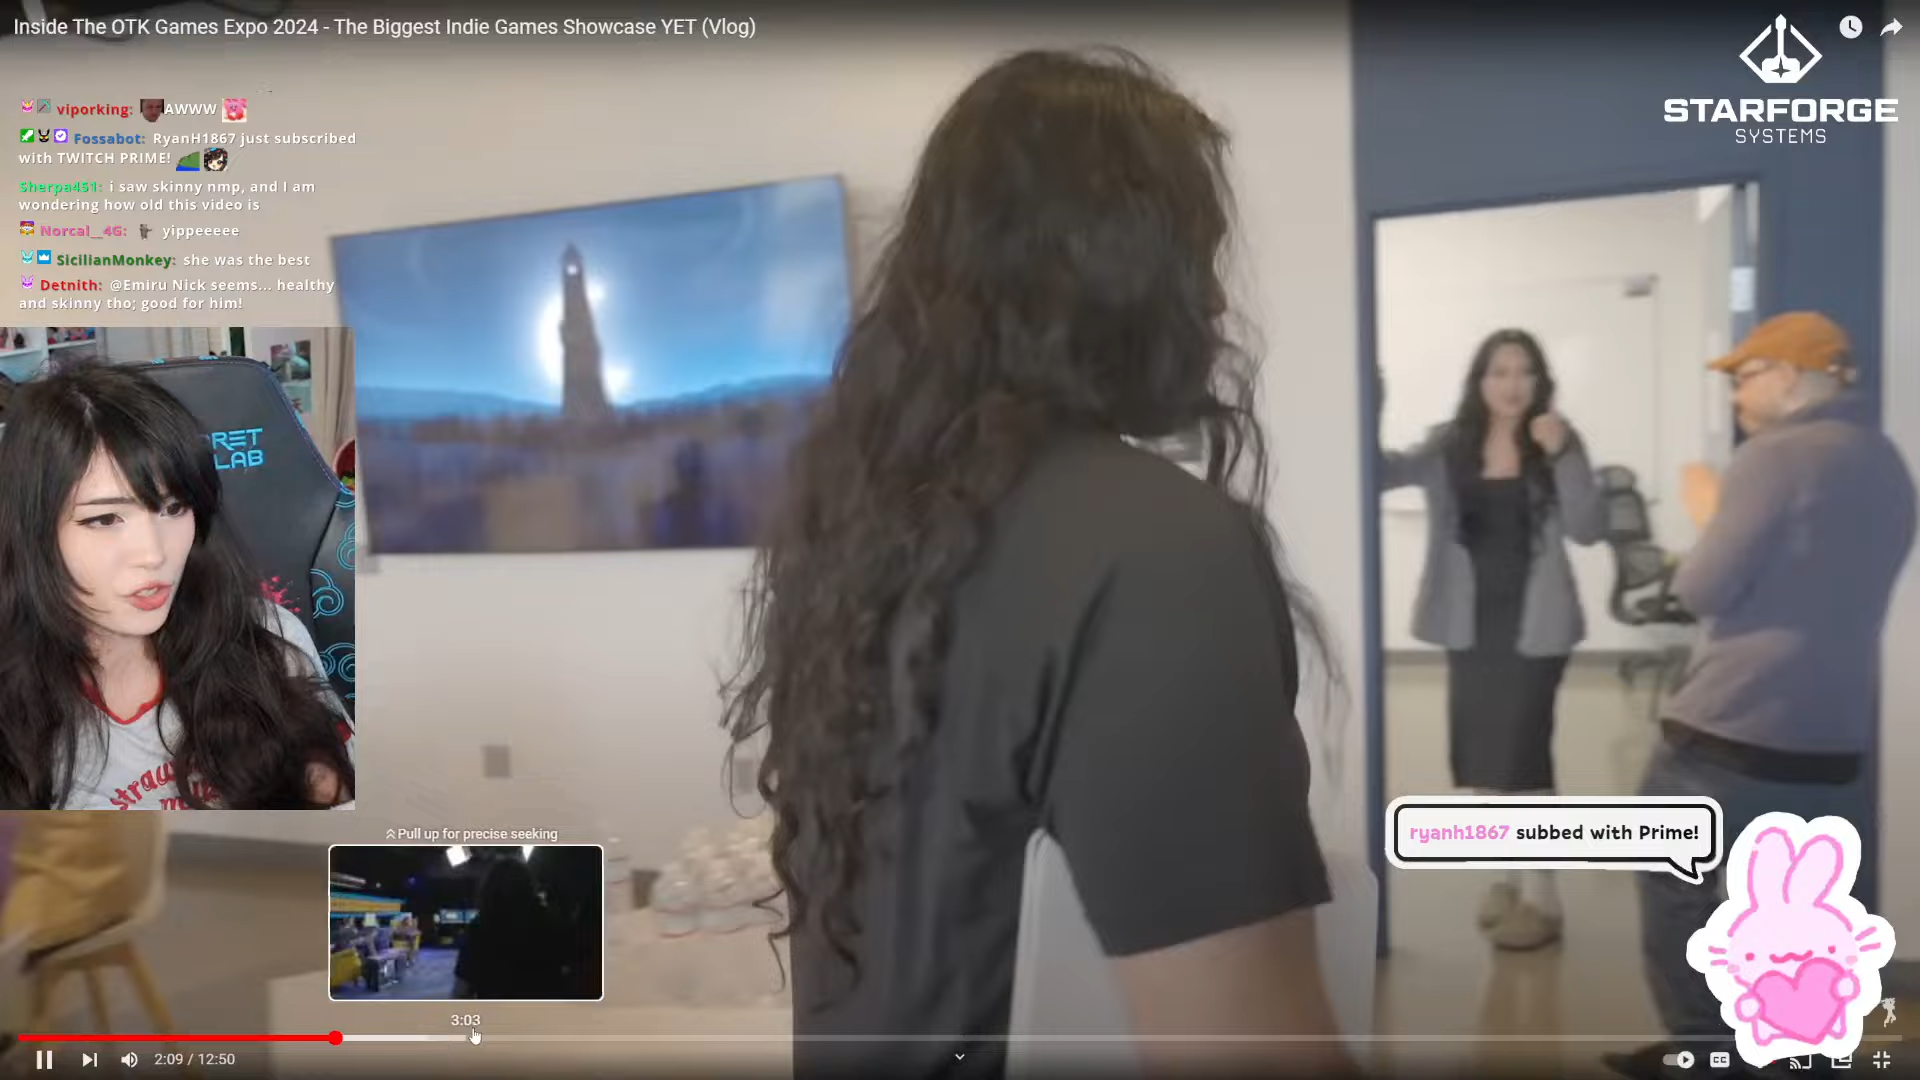 Inside The OTK Games Expo 2024 - The Biggest Indie Games Showcase YET (Vlog)
STARFORGE
SYSTEMS
viporking: AWWW
Fossabot: RyanH1867 just subscribed
with TWITCH PRIME!
Sherpa451: i saw skinny nmp, and I am
wondering how old this video is
Norcal__4G: yippeeeee
SicilianMonkey: she was the best
Detnith: @Emiru Nick seems... healthy
and skinny tho; good for him!
RET
LAB
Pull up for precise seeking
ryanh1867 subbed with Prime!
3:03
2:09 / 12:50
CC